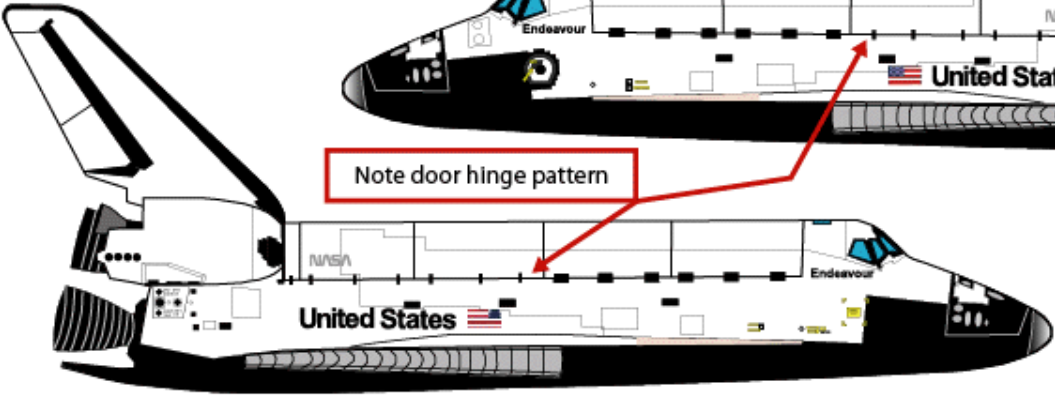 Endeavour
United Stat
Note door hinge pattern
NASA
Endeavour
United States